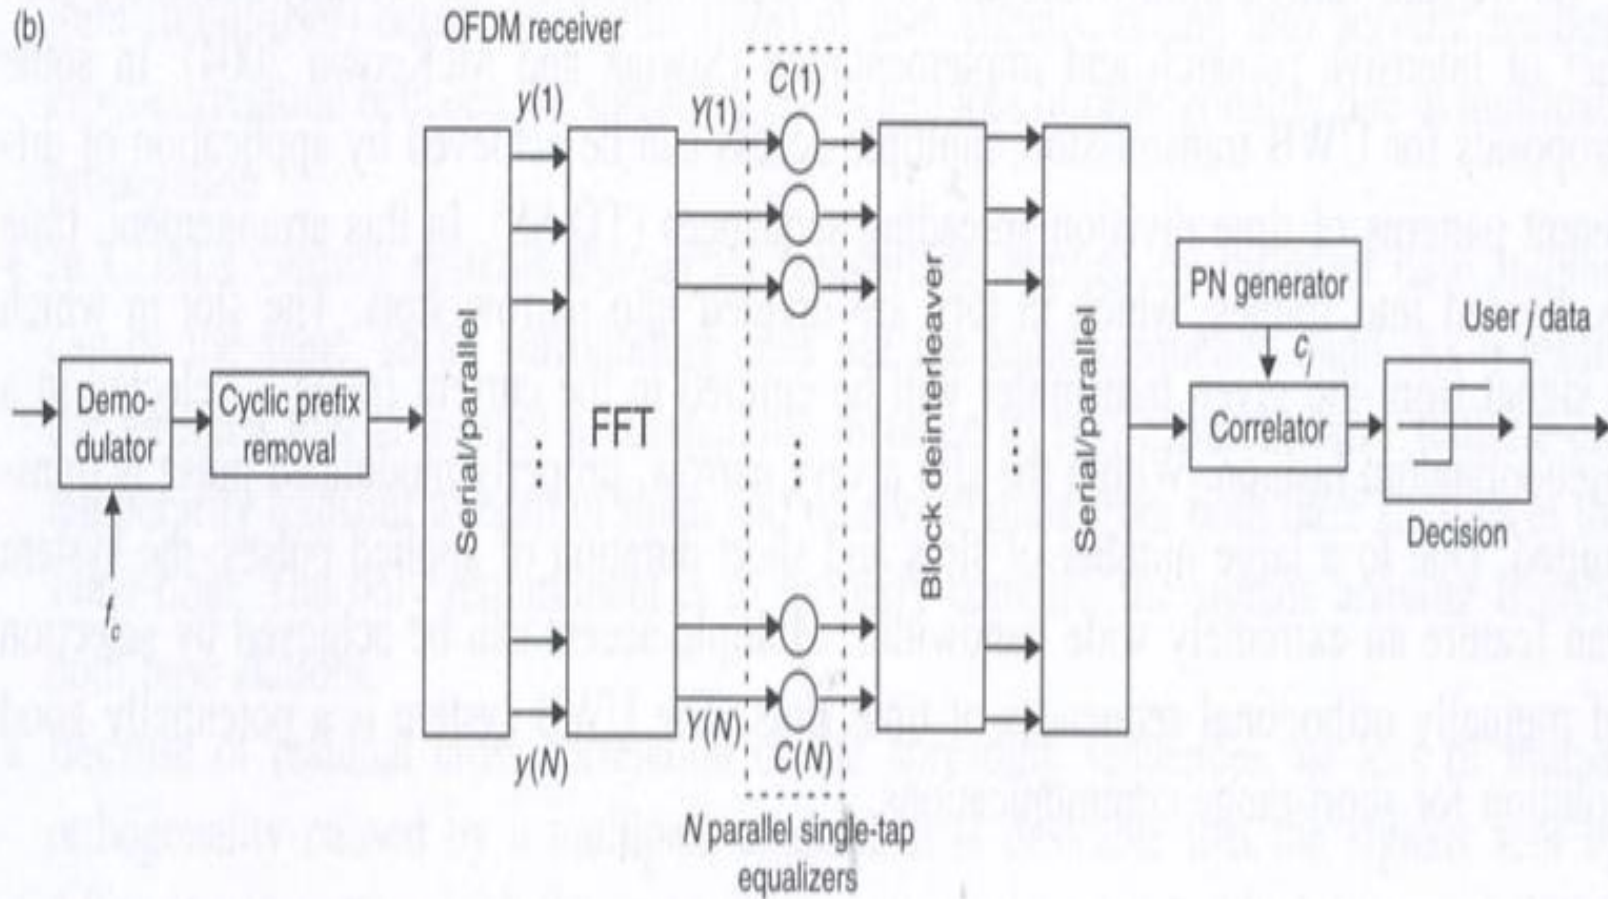 (b)
OFDM receiver
y(1)
Y(1)
C(1)
Demo-
dulator
f_c
Cyclic prefix
removal
Serial/parallel
y(N)
FFT
Y(N)
C(N)
N parallel single-tap
equalizers
Block deinterleaver
Serial/parallel
PN generator
c_j
Correlator
Decision
User j data